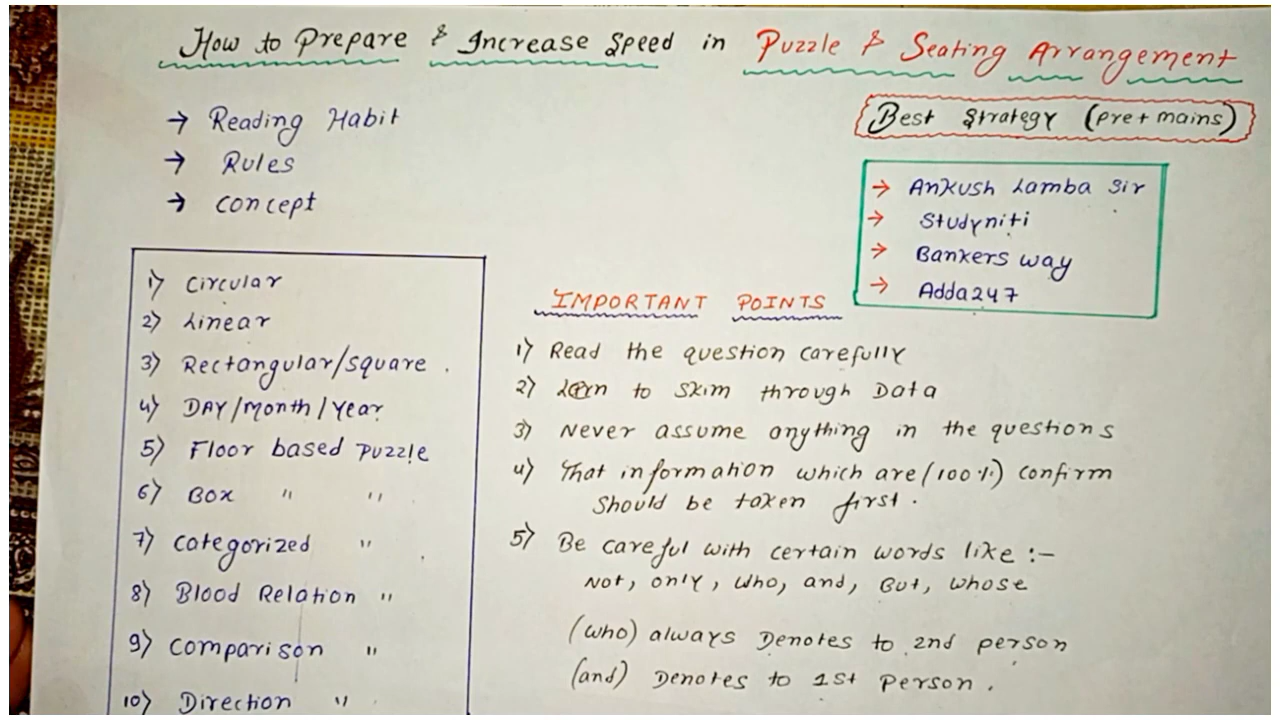 How to Prepare & Increase Speed in Puzzle & Seating Arrangement
→ Reading Habit
→ Rules
→ concept
Best Strategy (pre + mains)
→ Ankush Lamba Sir
→ Studyniti
→ Bankers way
→ Adda247
1) Circular
2) Linear
3) Rectangular/square.
4) DAY/Month/Year
5) Floor based Puzzle
6) Box " "
7) Categorized "
8) Blood Relation "
9) Comparison "
10) Direction "
IMPORTANT POINTS
1) Read the question carefully
2) Learn to skim through Data
3) Never assume anything in the questions
4) That information which are (100%) confirm
should be taken first.
5) Be careful with certain words like :-
Not, only, who, and, But, whose
(who) always Denotes to 2nd person
(and) Denotes to 1st Person.